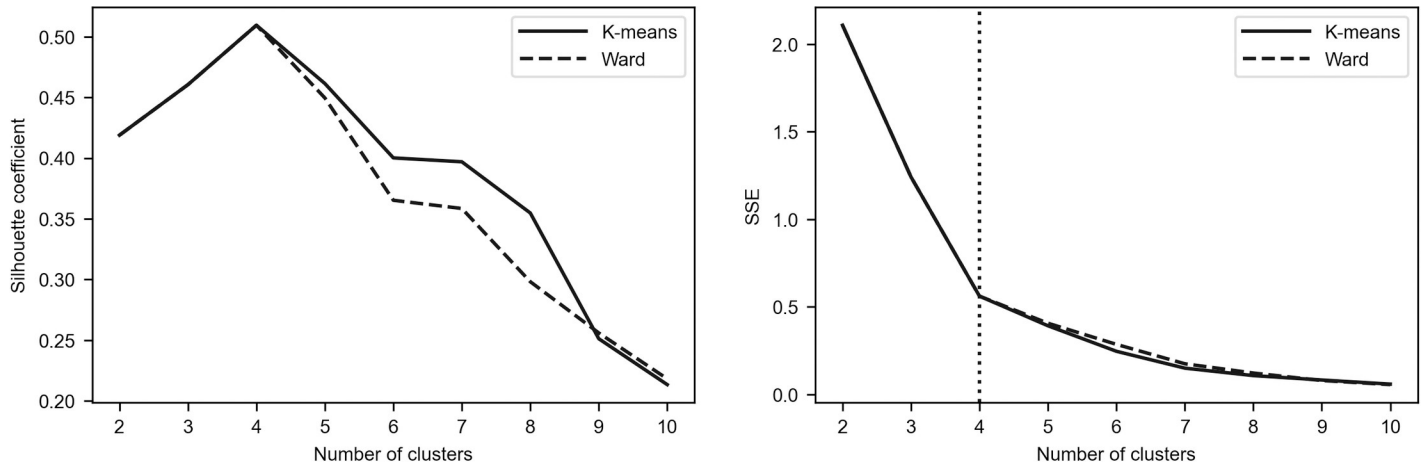 0.50
0.45
0.40
0.35
0.30
0.25
0.20
Silhouette coefficient
K-means
Ward
2 3 4 5 6 7 8 9 10
Number of clusters
2.0
1.5
1.0
0.5
0.0
SSE
K-means
Ward
2 3 4 5 6 7 8 9 10
Number of clusters